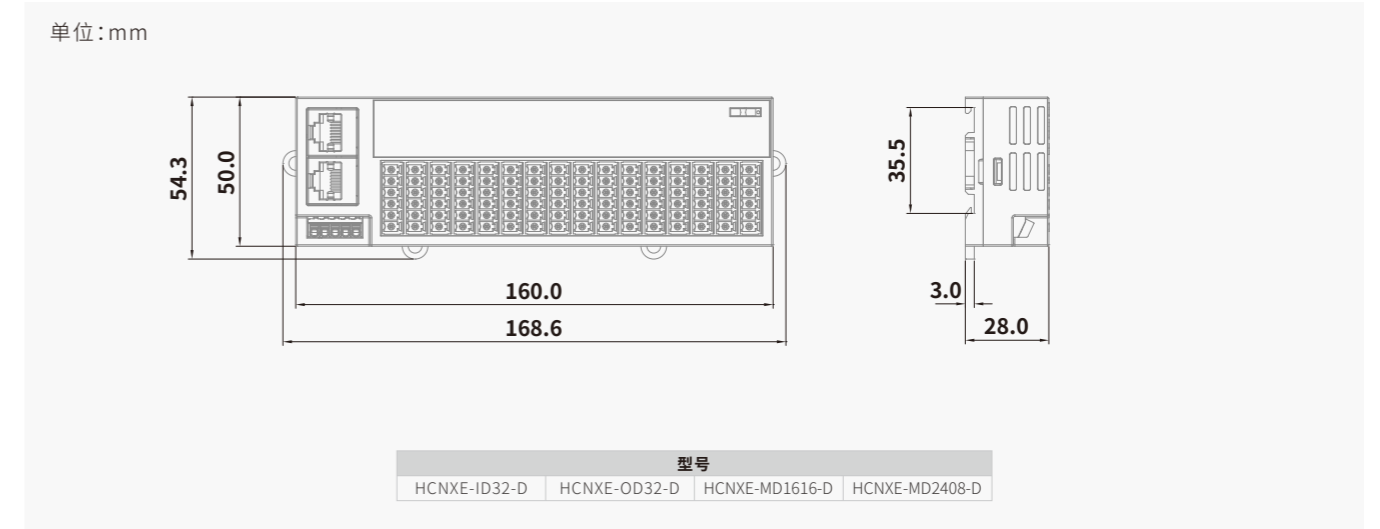 单位：mm
54.3
50.0
160.0
168.6
35.5
3.0
28.0
型号
HCNXE-ID32-D HCNXE-OD32-D HCNXE-MD1616-D HCNXE-MD2408-D